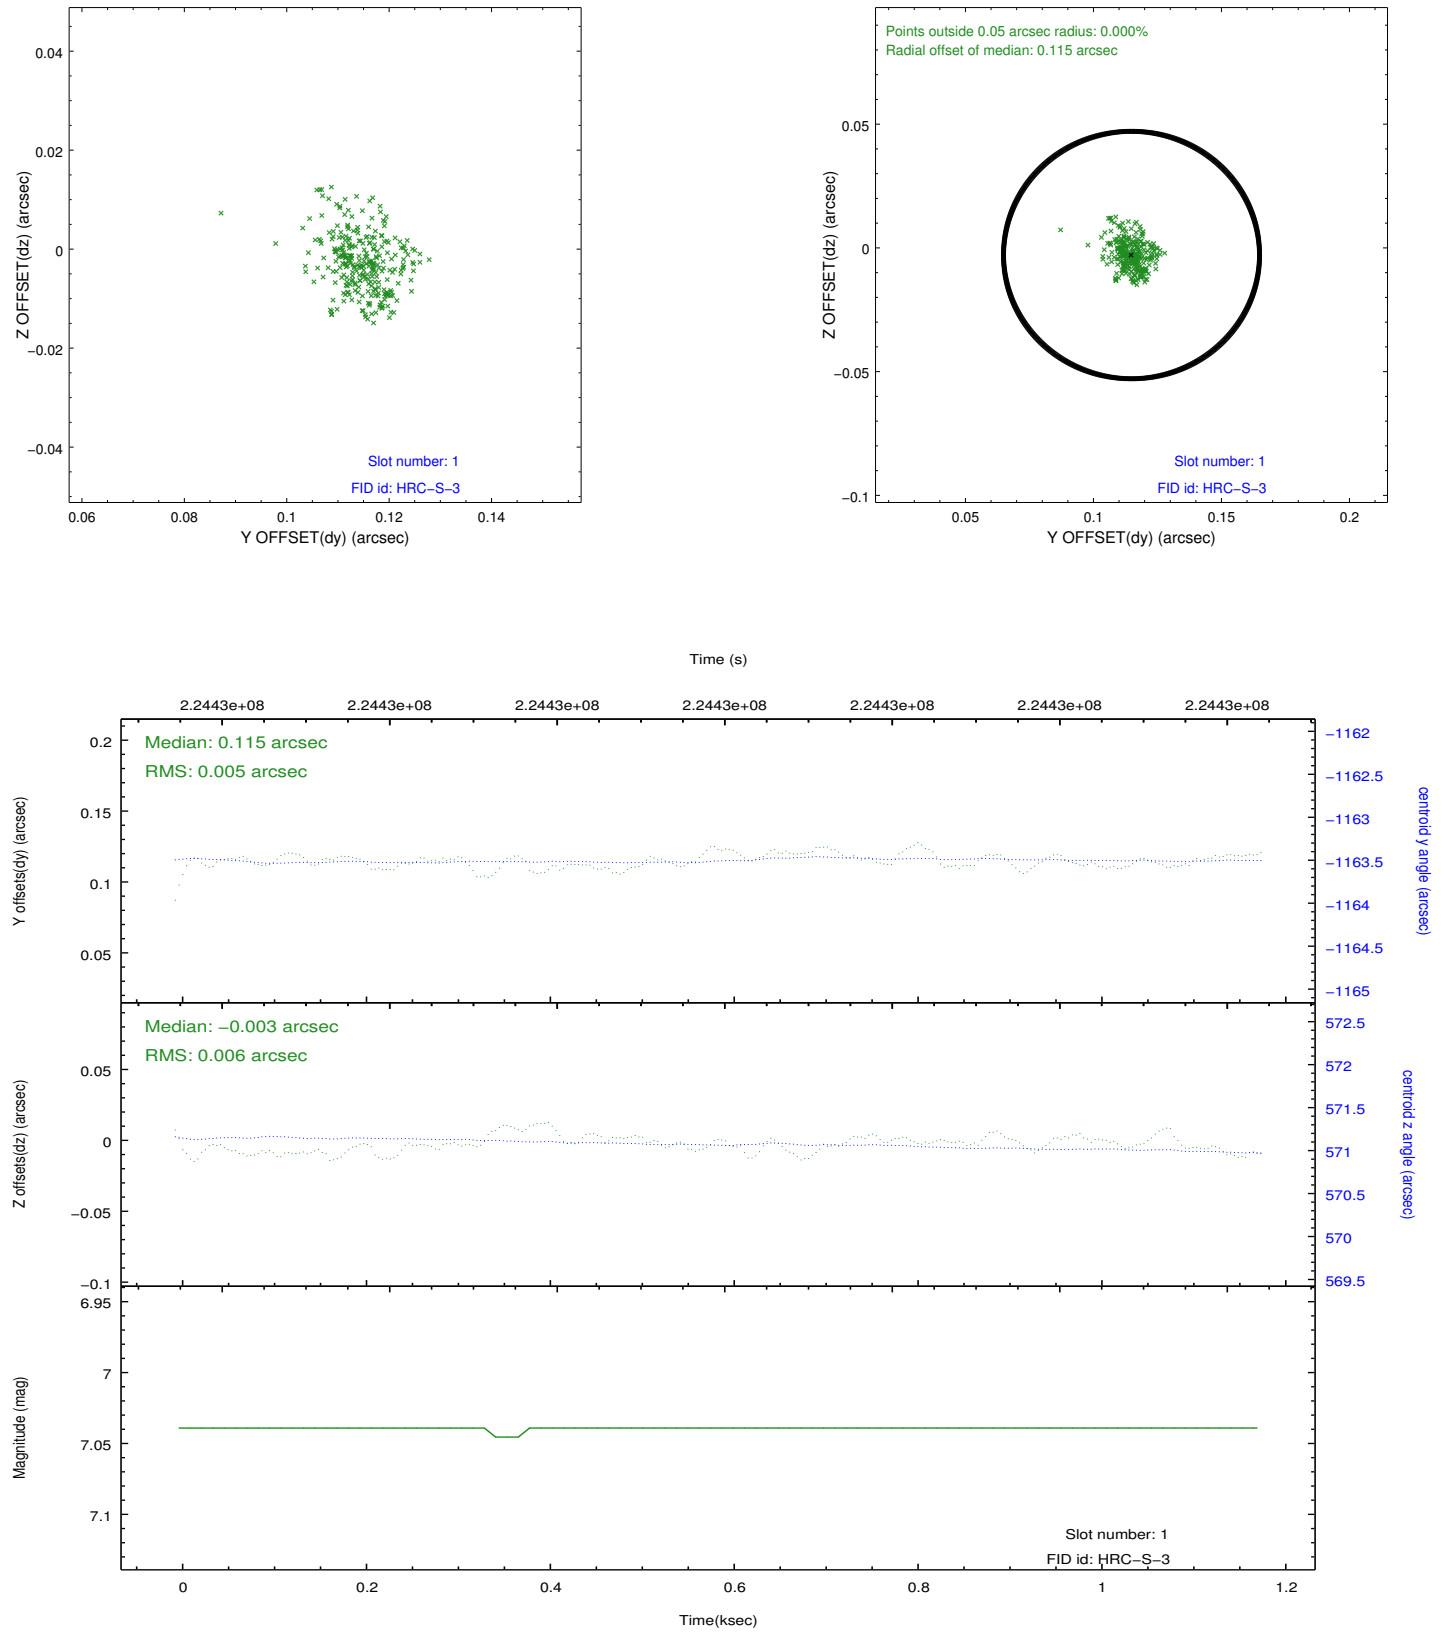 0.04
0.02
0
−0.02
−0.04
Z OFFSET(dz) (arcsec)
Slot number: 1
FID id: HRC−S−3
0.06 0.08 0.1 0.12 0.14
Y OFFSET(dy) (arcsec)
Points outside 0.05 arcsec radius: 0.000%
Radial offset of median: 0.115 arcsec
0.05
0
−0.05
−0.1
Z OFFSET(dz) (arcsec)
Slot number: 1
FID id: HRC−S−3
0.05 0.1 0.15 0.2
Y OFFSET(dy) (arcsec)
Time (s)
2.2443e+08 2.2443e+08 2.2443e+08 2.2443e+08 2.2443e+08 2.2443e+08 2.2443e+08
Median: 0.115 arcsec
RMS: 0.005 arcsec
0.2
0.15
0.1
0.05
Y offsets(dy) (arcsec)
−1162
−1162.5
−1163
−1163.5
−1164
−1164.5
−1165
centroid y angle (arcsec)
Median: −0.003 arcsec
RMS: 0.006 arcsec
0.05
0
−0.05
−0.1
Z offsets(dz) (arcsec)
572.5
572
571.5
571
570.5
570
569.5
centroid z angle (arcsec)
6.95
7
7.05
7.1
Magnitude (mag)
Slot number: 1
FID id: HRC−S−3
0 0.2 0.4 0.6 0.8 1 1.2
Time(ksec)